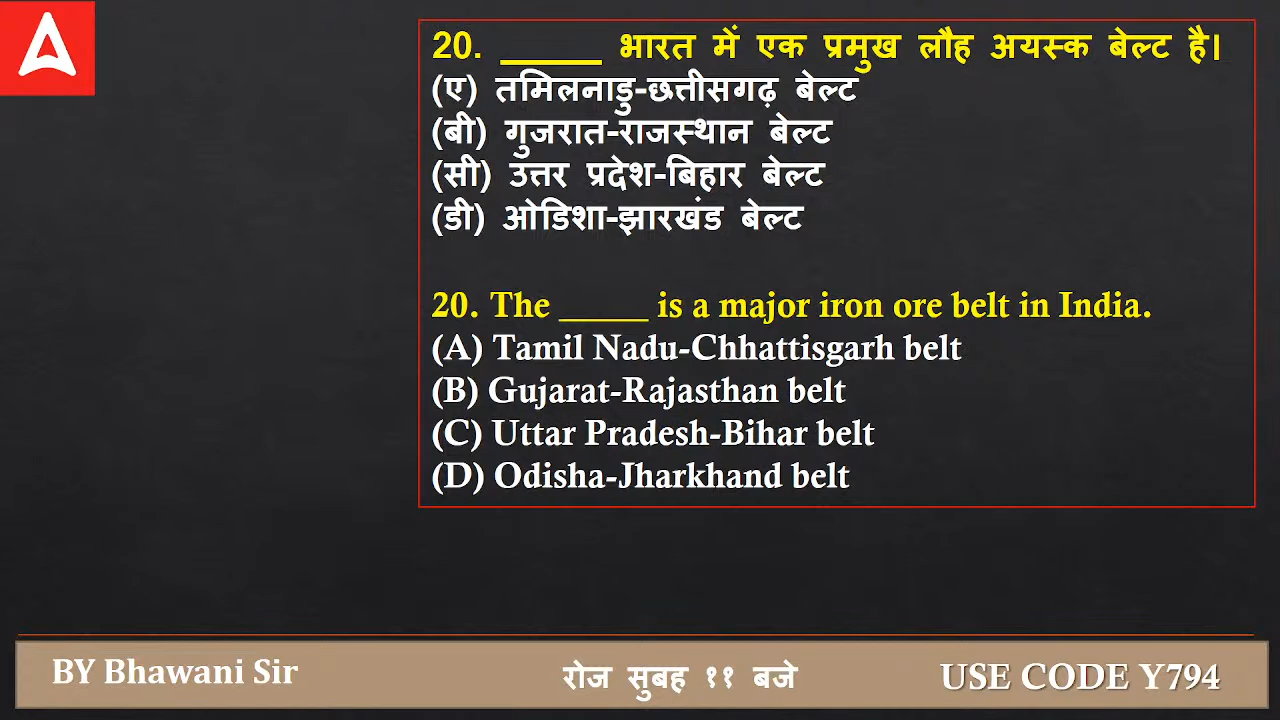 20. _____ भारत में एक प्रमुख लौह अयस्क बेल्ट है।
(ए) तमिलनाडु-छत्तीसगढ़ बेल्ट
(बी) गुजरात-राजस्थान बेल्ट
(सी) उत्तर प्रदेश-बिहार बेल्ट
(डी) ओडिशा-झारखंड बेल्ट
20. The _____ is a major iron ore belt in India.
(A) Tamil Nadu-Chhattisgarh belt
(B) Gujarat-Rajasthan belt
(C) Uttar Pradesh-Bihar belt
(D) Odisha-Jharkhand belt
BY Bhawani Sir
रोज सुबह ११ बजे
USE CODE Y794